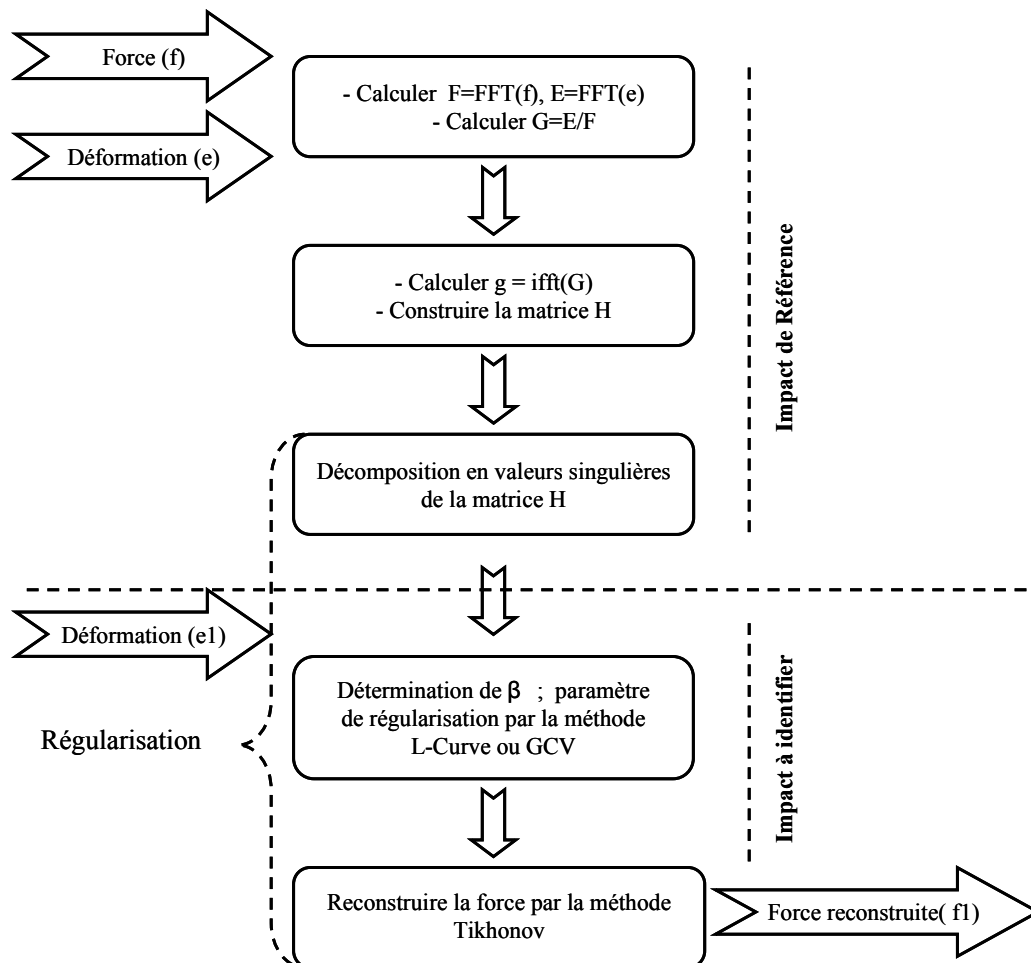 Force (f)
- Calculer F=FFT(f), E=FFT(e)
- Calculer G=E/F
Déformation (e)
- Calculer g = ifft(G)
- Construire la matrice H
Impact de Référence
Décomposition en valeurs singulières
de la matrice H
Déformation (e1)
Détermination de β ; paramètre
de régularisation par la méthode
L-Curve ou GCV
Régularisation
Impact à identifier
Reconstruire la force par la méthode
Tikhonov
Force reconstruite( f1)